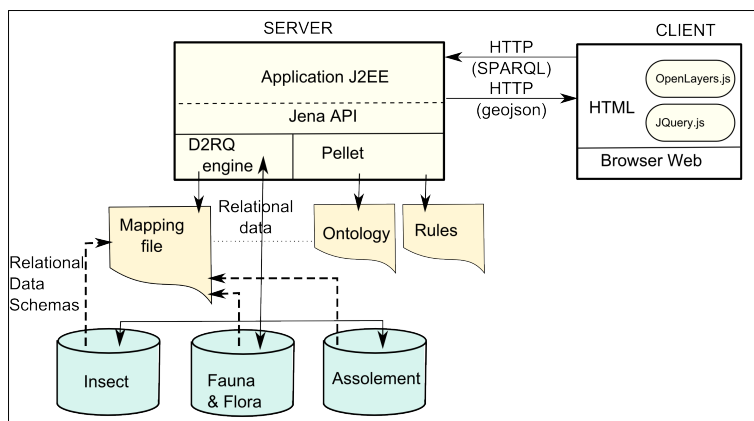 SERVER
CLIENT
Application J2EE
Jena API
D2RQ
engine
Pellet
HTTP
(SPARQL)
HTTP
(geojson)
OpenLayers.js
HTML
JQuery.js
Browser Web
Mapping
file
Relational
data
Ontology
Rules
Relational
Data
Schemas
Insect
Fauna
& Flora
Assolement